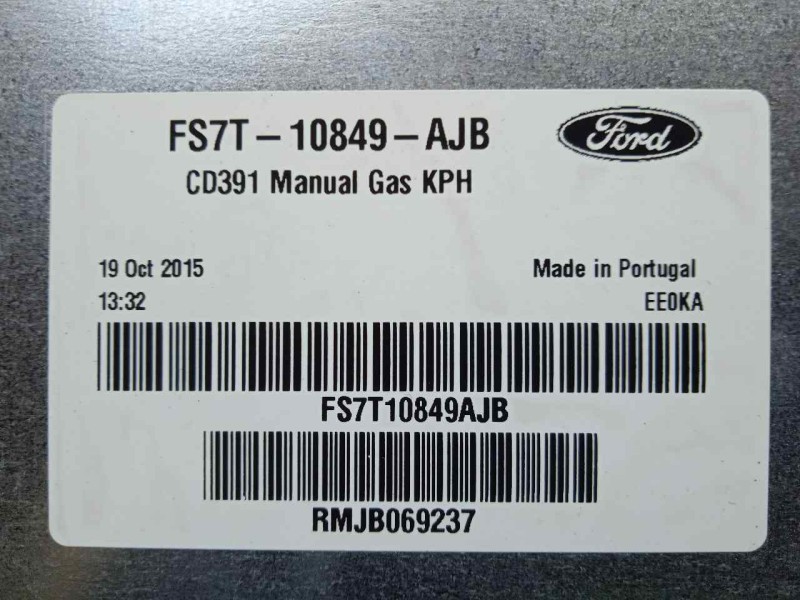 FS7T-10849-AJB
Ford
CD391 Manual Gas KPH
19 Oct 2015
Made in Portugal
13:32
EE0KA
FS7T10849AJB
RMJB069237